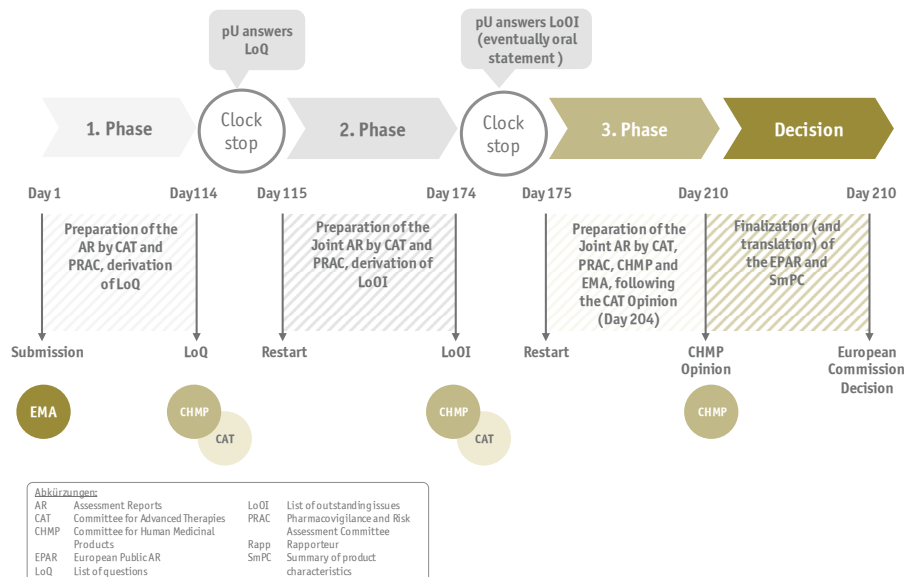 pU answers
LoQ
pU answers LoOI
(eventually oral
statement )
1. Phase
Clock
stop
2. Phase
Clock
stop
3. Phase
Decision
Day 1
Day114
Day 115
Day 174
Day 175
Day 210
Day 210
Preparation of the
AR by CAT and
PRAC, derivation
of LoQ
Preparation of the
Joint AR by CAT and
PRAC, derivation of
LoOI
Preparation of the
Joint AR by CAT,
PRAC, CHMP and
EMA, following
the CAT Opinion
(Day 204)
Finalization (and
translation) of
the EPAR and
SmPC
Submission
LoQ
Restart
LoOI
Restart
CHMP
Opinion
European
Commission
Decision
EMA
CHMP
CAT
CHMP
CAT
CHMP
Abkürzungen:
AR Assessment Reports
CAT Committee for Advanced Therapies
CHMP Committee for Human Medicinal
Products
EPAR European Public AR
LoQ List of questions
LoOI List of outstanding issues
PRAC Pharmacovigilance and Risk
Assessment Committee
Rapp Rapporteur
SmPC Summary of product
characteristics